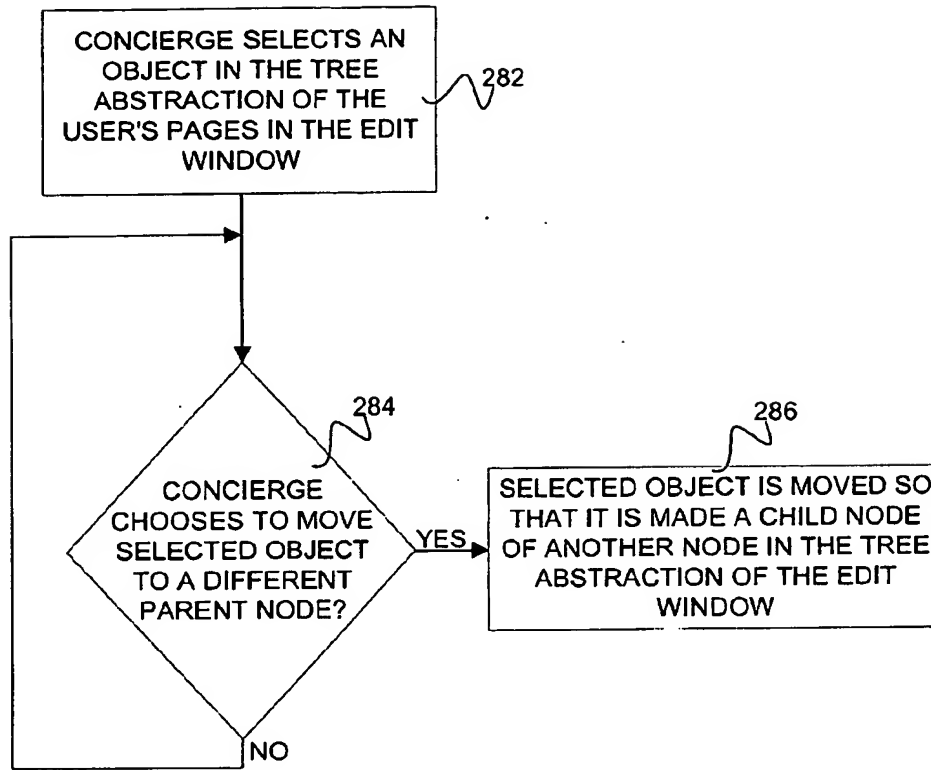 CONCIERGE SELECTS AN
OBJECT IN THE TREE
ABSTRACTION OF THE
USER'S PAGES IN THE EDIT
WINDOW
282
284
CONCIERGE
CHOOSES TO MOVE
SELECTED OBJECT
TO A DIFFERENT
PARENT NODE?
YES
NO
286
SELECTED OBJECT IS MOVED SO
THAT IT IS MADE A CHILD NODE
OF ANOTHER NODE IN THE TREE
ABSTRACTION OF THE EDIT
WINDOW